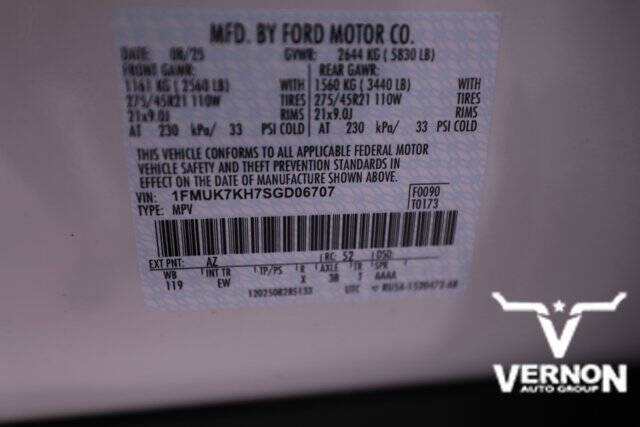 MFD. BY FORD MOTOR CO.
DATE: 08/25 GVWR: 2644 KG ( 5830 LB)
FRONT GAWR: REAR GAWR:
1161 KG ( 2560 LB) WITH 1560 KG ( 3440 LB) WITH
275/45R21 110W TIRES 275/45R21 110W TIRES
21x9.0J RIMS 21x9.0J RIMS
AT 230 kPa/ 33 PSI COLD AT 230 kPa/ 33 PSI COLD
THIS VEHICLE CONFORMS TO ALL APPLICABLE FEDERAL MOTOR
VEHICLE SAFETY AND THEFT PREVENTION STANDARDS IN
EFFECT ON THE DATE OF MANUFACTURE SHOWN ABOVE.
VIN: 1FMUK7KH7SGD06707 F0090
TYPE: MPV T0173
EXT PNT: AZ RC: 52 DSO:
WB INT TR TP/PS R AXLE TR SPR
119 EW X 3B T AAAA
UTC
VERNON
AUTO GROUP